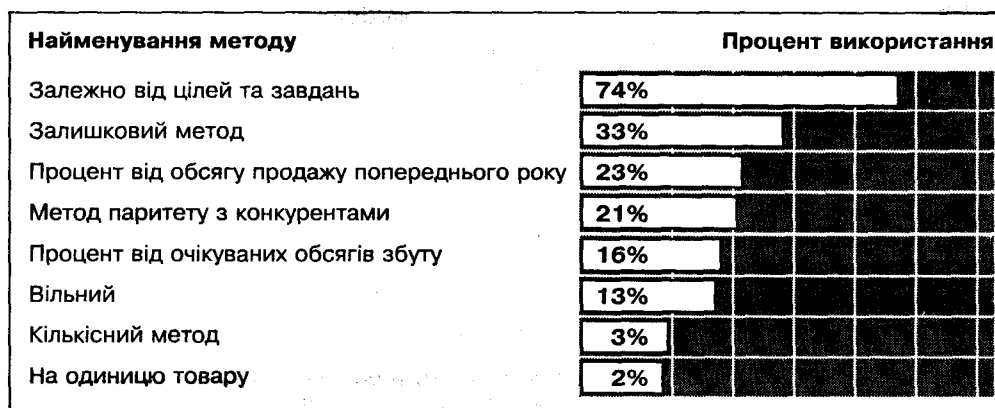 Найменування методу Процент використання
Залежно від цілей та завдань 74%
Залишковий метод 33%
Процент від обсягу продажу попереднього року 23%
Метод паритету з конкурентами 21%
Процент від очікуваних обсягів збуту 16%
Вільний 13%
Кількісний метод 3%
На одиницю товару 2%